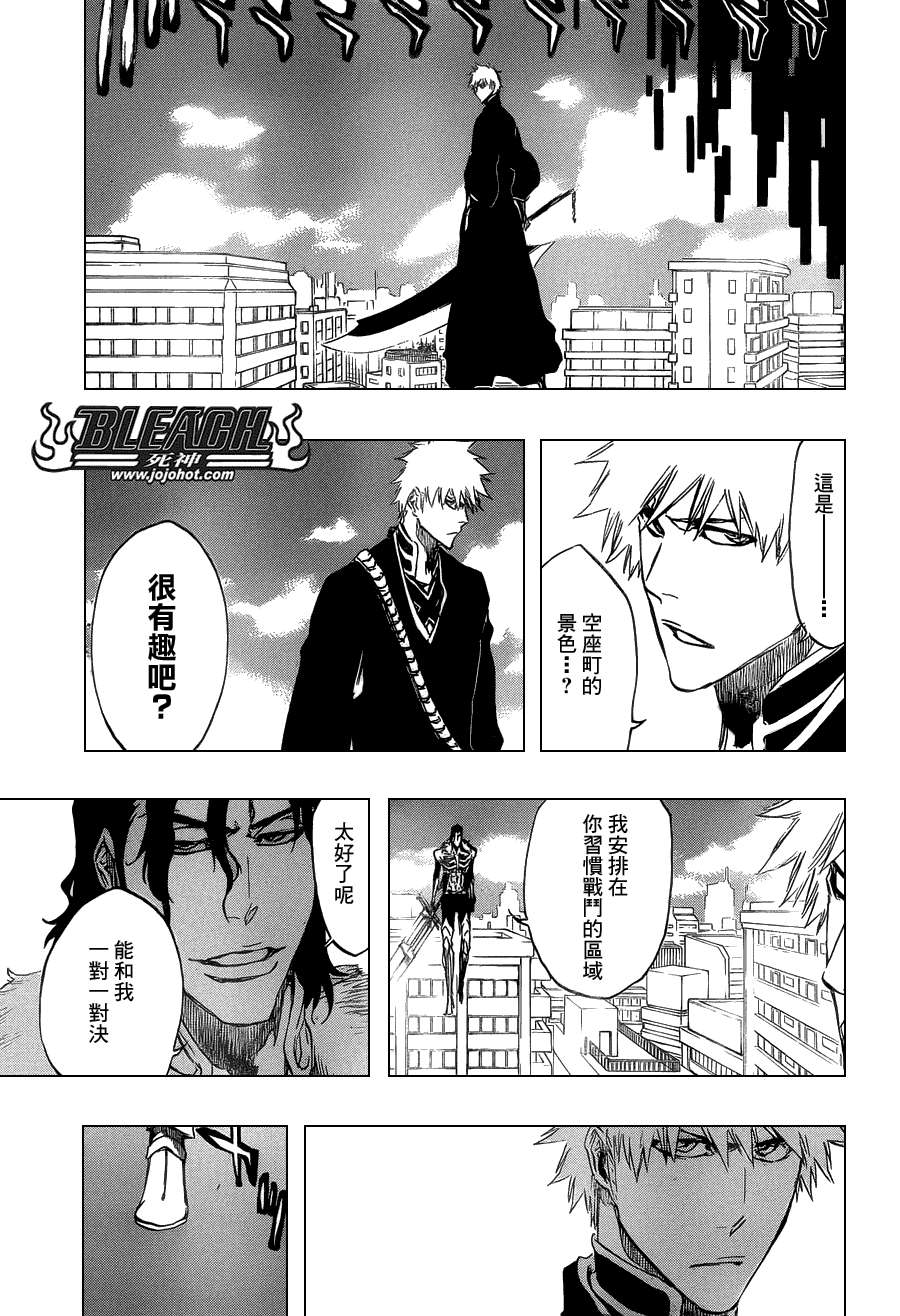 BLEACH
死神
www.jojohot.com
這是……
空座町的
景色…?
很有趣吧?
我安排在
你習慣戰鬥的區域
太好了呢
能和我
一對一對決